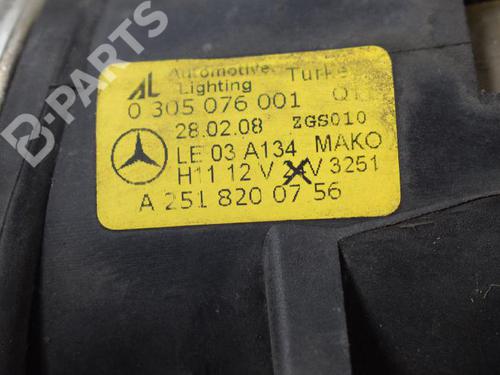 B-PARTS
AL Automotive Lighting Turkey
0 305 076 001
28.02.08 ZGS010
LE 03 A134 MAKO
H11 12 V 24V 3251
A 251 820 07 56